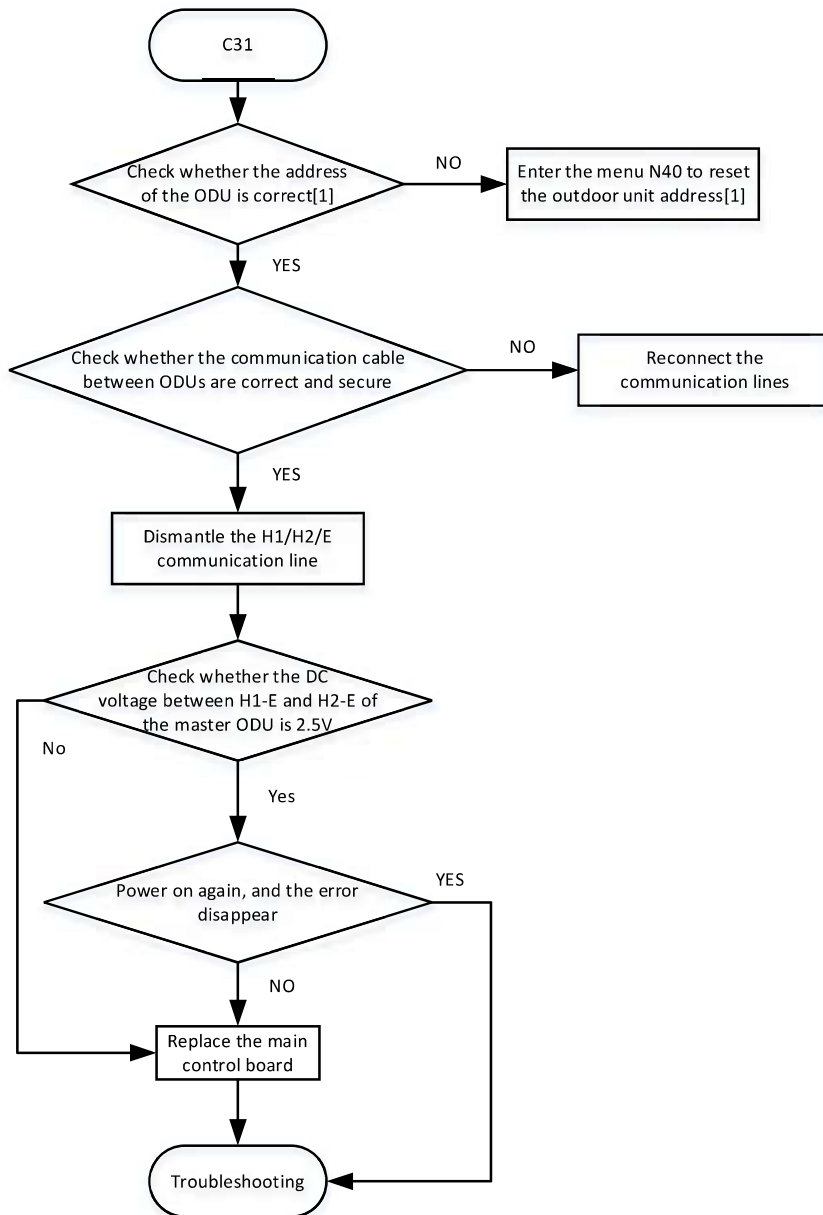 C31
Check whether the address
of the ODU is correct[1]
NO
Enter the menu N40 to reset
the outdoor unit address[1]
YES
Check whether the communication cable
between ODUs are correct and secure
NO
Reconnect the
communication lines
YES
Dismantle the H1/H2/E
communication line
Check whether the DC
voltage between H1-E and H2-E of
the master ODU is 2.5V
No
Yes
Power on again, and the error
disappear
YES
NO
Replace the main
control board
Troubleshooting